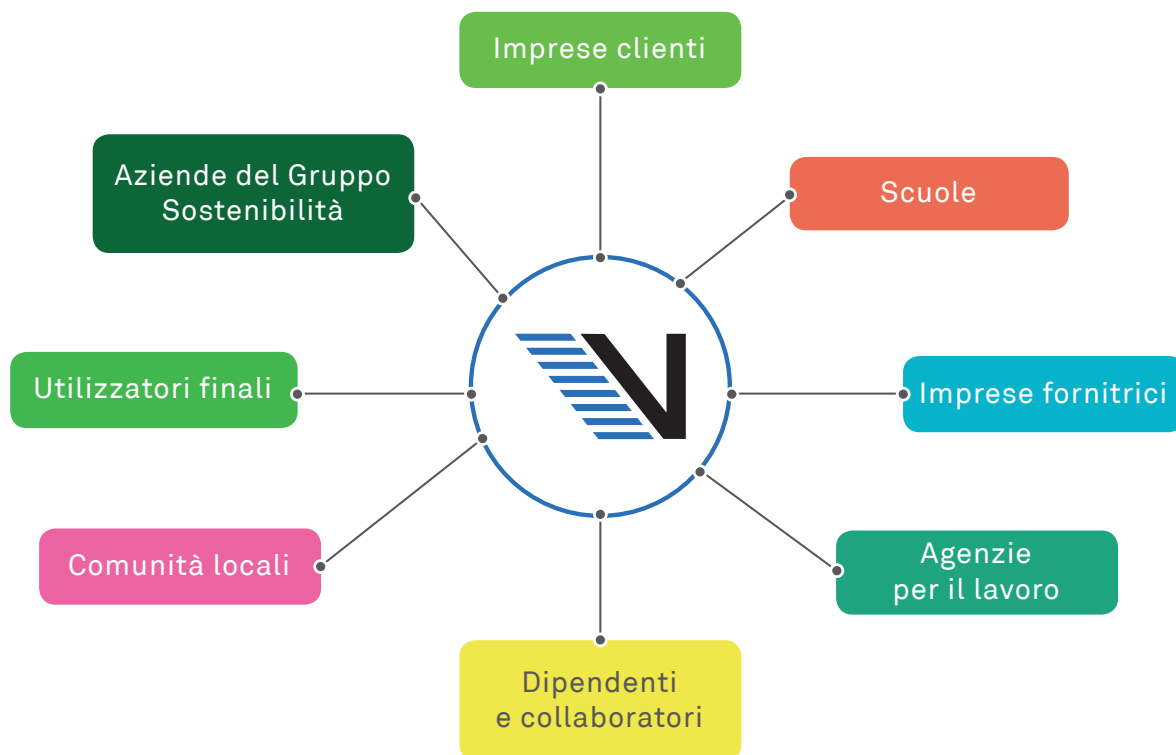 Imprese clienti
Aziende del Gruppo
Sostenibilità
Scuole
Utilizzatori finali
Imprese fornitrici
Comunità locali
Agenzie
per il lavoro
Dipendenti
e collaboratori